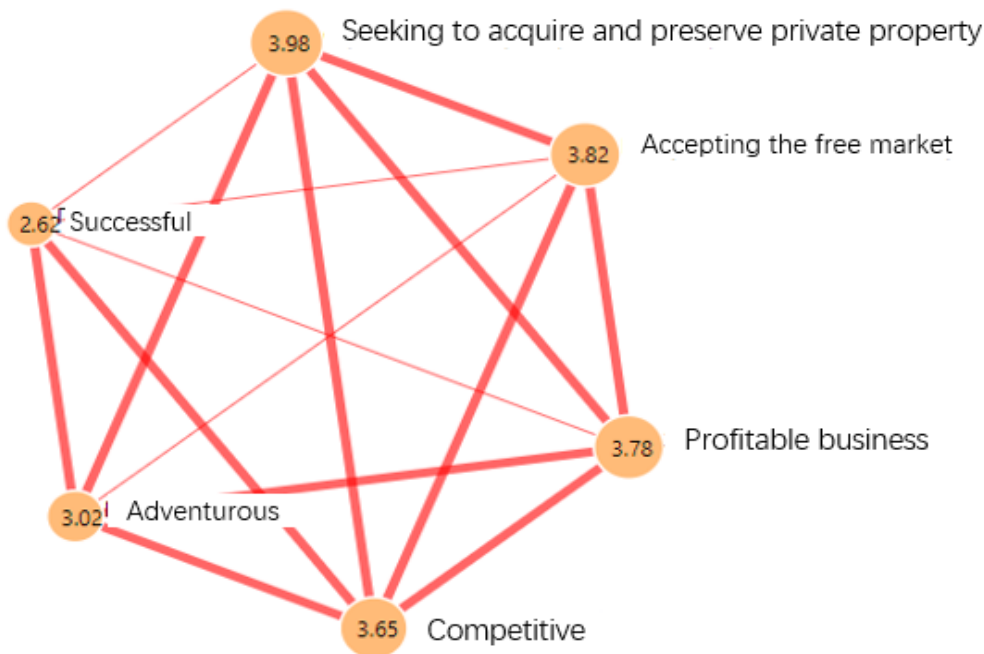 3.98 Seeking to acquire and preserve private property
3.82 Accepting the free market
2.62 Successful
3.78 Profitable business
3.02 Adventurous
3.65 Competitive